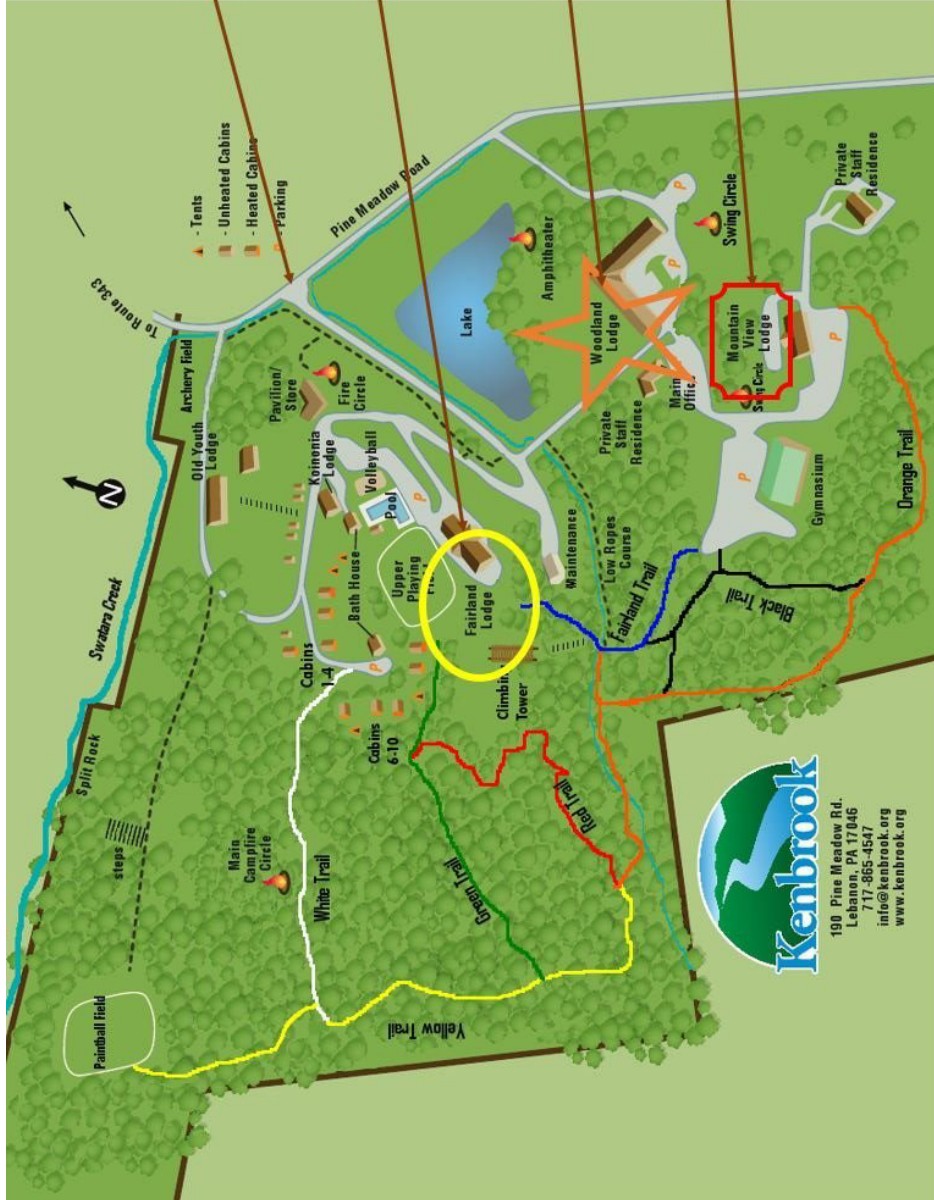 To Route 343
- Tents
- Unheated Cabins
- Heated Cabins
P
- Parking
N
Swatara Creek
Split Rock
steps
Paintball Field
Archery Field
Old Youth
Lodge
Pavilion/
Store
Fire
Circle
Koinonia
Lodge
Volleyball
Pool
P
Bath House
Upper
Playing
Field
Cabins
1-4
P
Cabins
6-10
Main
Campfire
Circle
White Trail
Green Trail
Yellow Trail
Red Trail
Climbing
Tower
Fairland
Lodge
Maintenance
Low Ropes
Course
Fairland Trail
Black Trail
Orange Trail
Pine Meadow Road
Lake
Amphitheater
Woodland
Lodge
P
P
Swing Circle
Private
Staff
Residence
Main
Office
Mountain
View
Lodge
Swing Circle
P
P
Gymnasium
Private
Staff
Residence
Kenbrook
190 Pine Meadow Rd.
Lebanon, PA 17046
717-865-4547
info@kenbrook.org
www.kenbrook.org